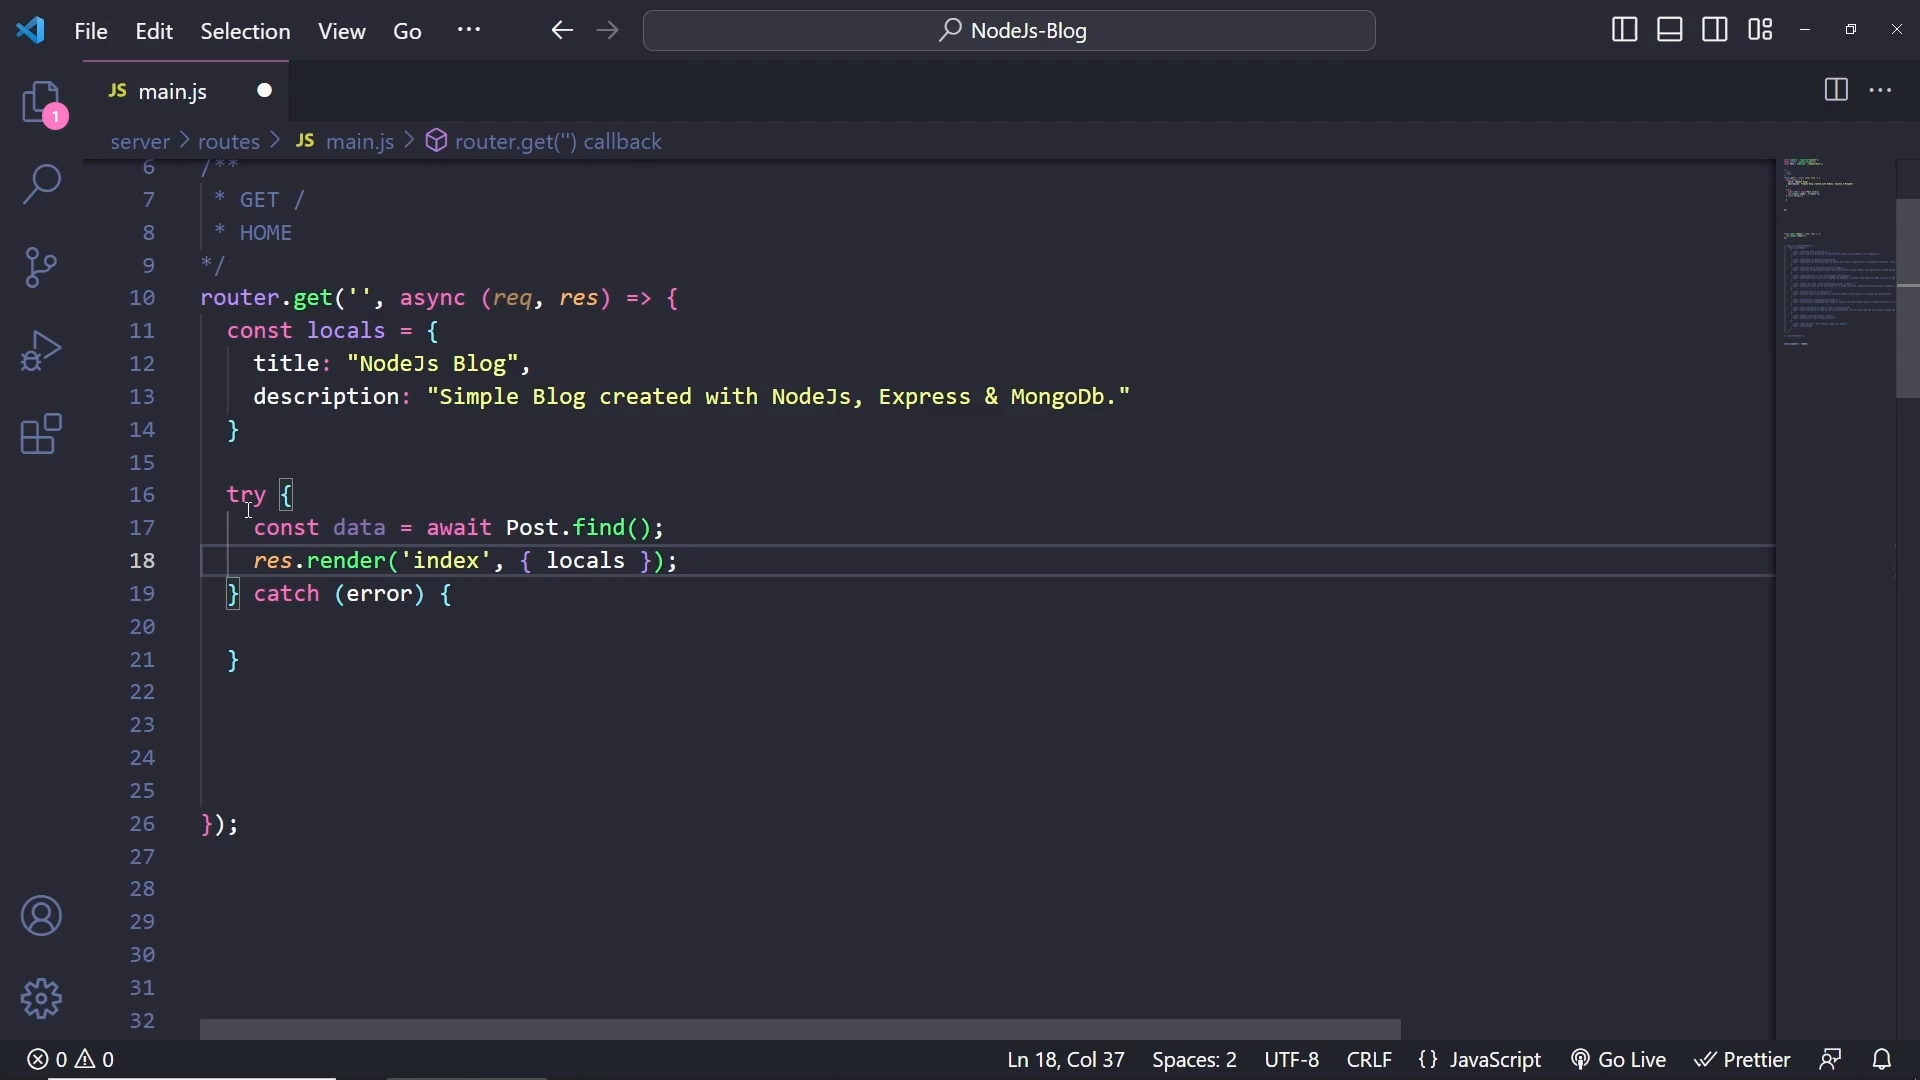 File Edit Selection View Go ··· NodeJs-Blog
JS main.js
1
server > routes > JS main.js > router.get('') callback
6 /**
7 * GET /
8 * HOME
9 */
10 router.get('', async (req, res) => {
11 const locals = {
12 title: "NodeJs Blog",
13 description: "Simple Blog created with NodeJs, Express & MongoDb."
14 }
15
16 try {
17 const data = await Post.find();
18 res.render('index', { locals });
19 } catch (error) {
20
21 }
22
23
24
25
26 });
27
28
29
30
31
32
0 0 Ln 18, Col 37 Spaces: 2 UTF-8 CRLF {} JavaScript Go Live Prettier